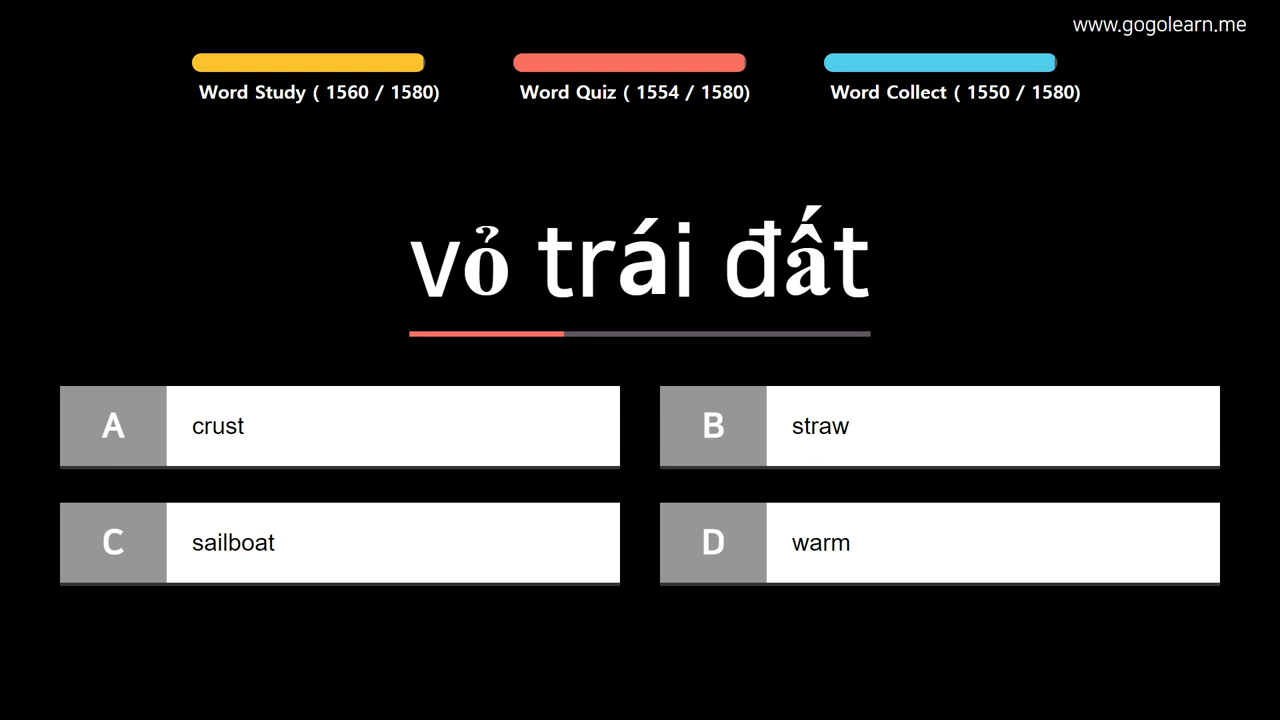 www.gogolearn.me
Word Study ( 1560 / 1580)
Word Quiz ( 1554 / 1580)
Word Collect ( 1550 / 1580)
vỏ trái đất
A crust
B straw
C sailboat
D warm